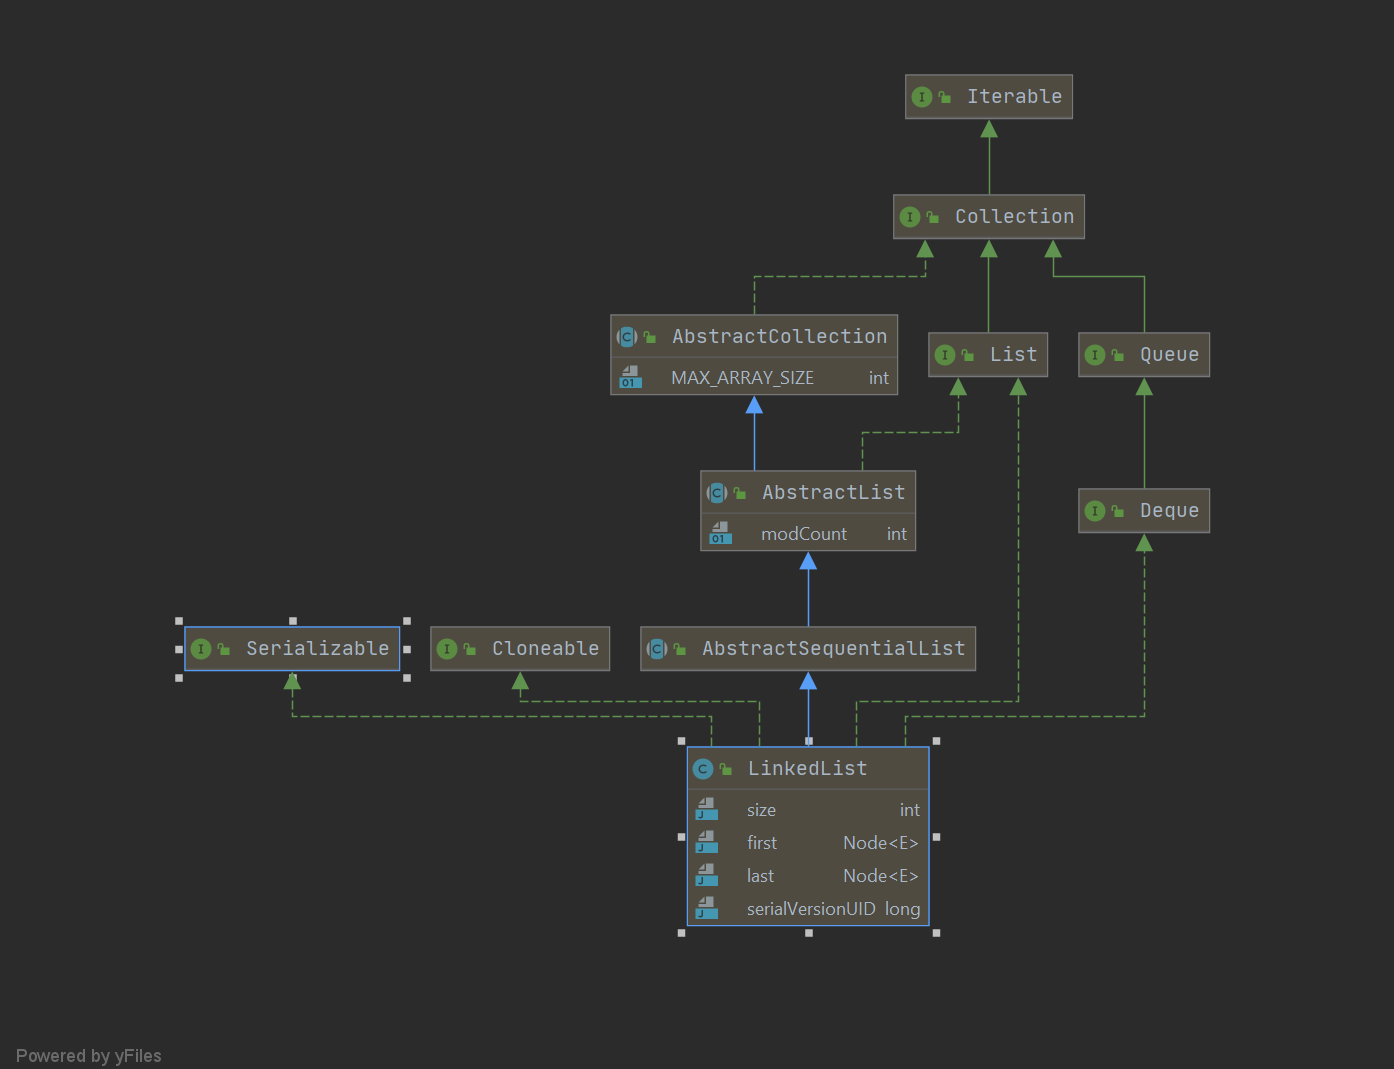 Iterable
Collection
AbstractCollection
MAX_ARRAY_SIZE int
List
Queue
AbstractList
modCount int
Deque
Serializable
Cloneable
AbstractSequentialList
LinkedList
size int
first Node<E>
last Node<E>
serialVersionUID long
Powered by yFiles